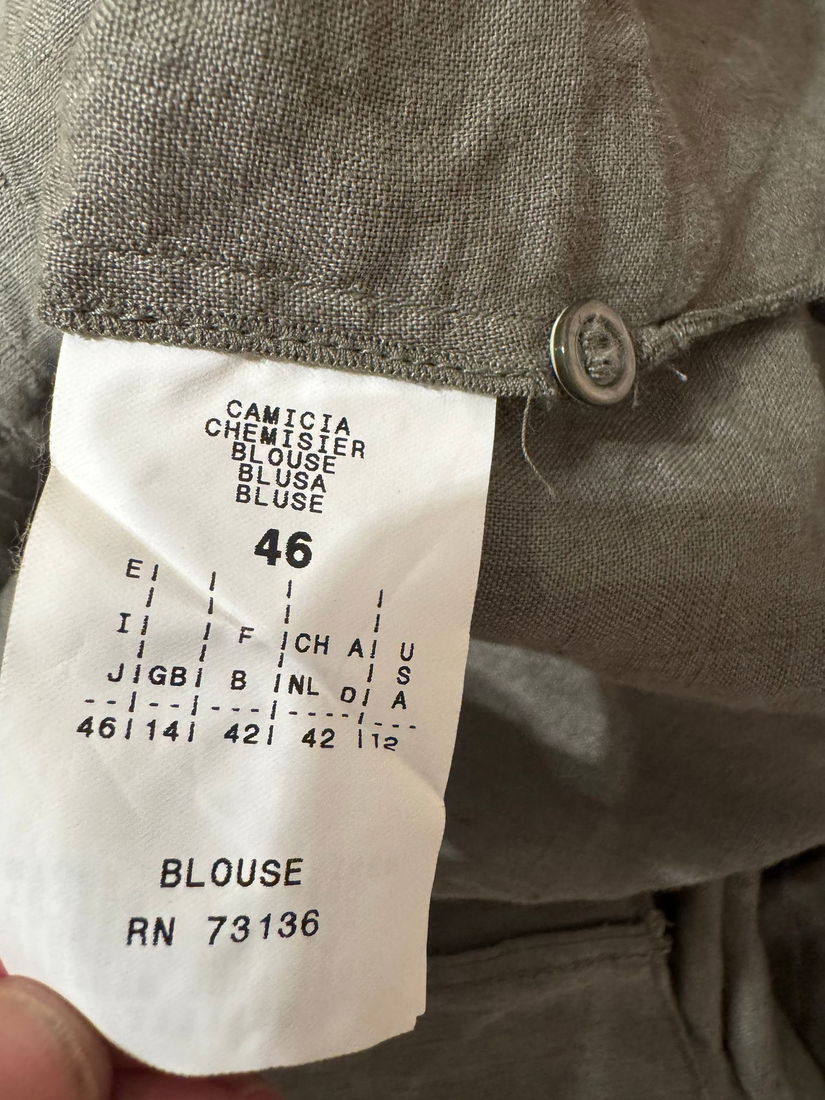 CAMICIA
CHEMISIER
BLOUSE
BLUSA
BLUSE
46
E
I F CH A U
J GB B NL D S
A
46 14 42 42 12
BLOUSE
RN 73136